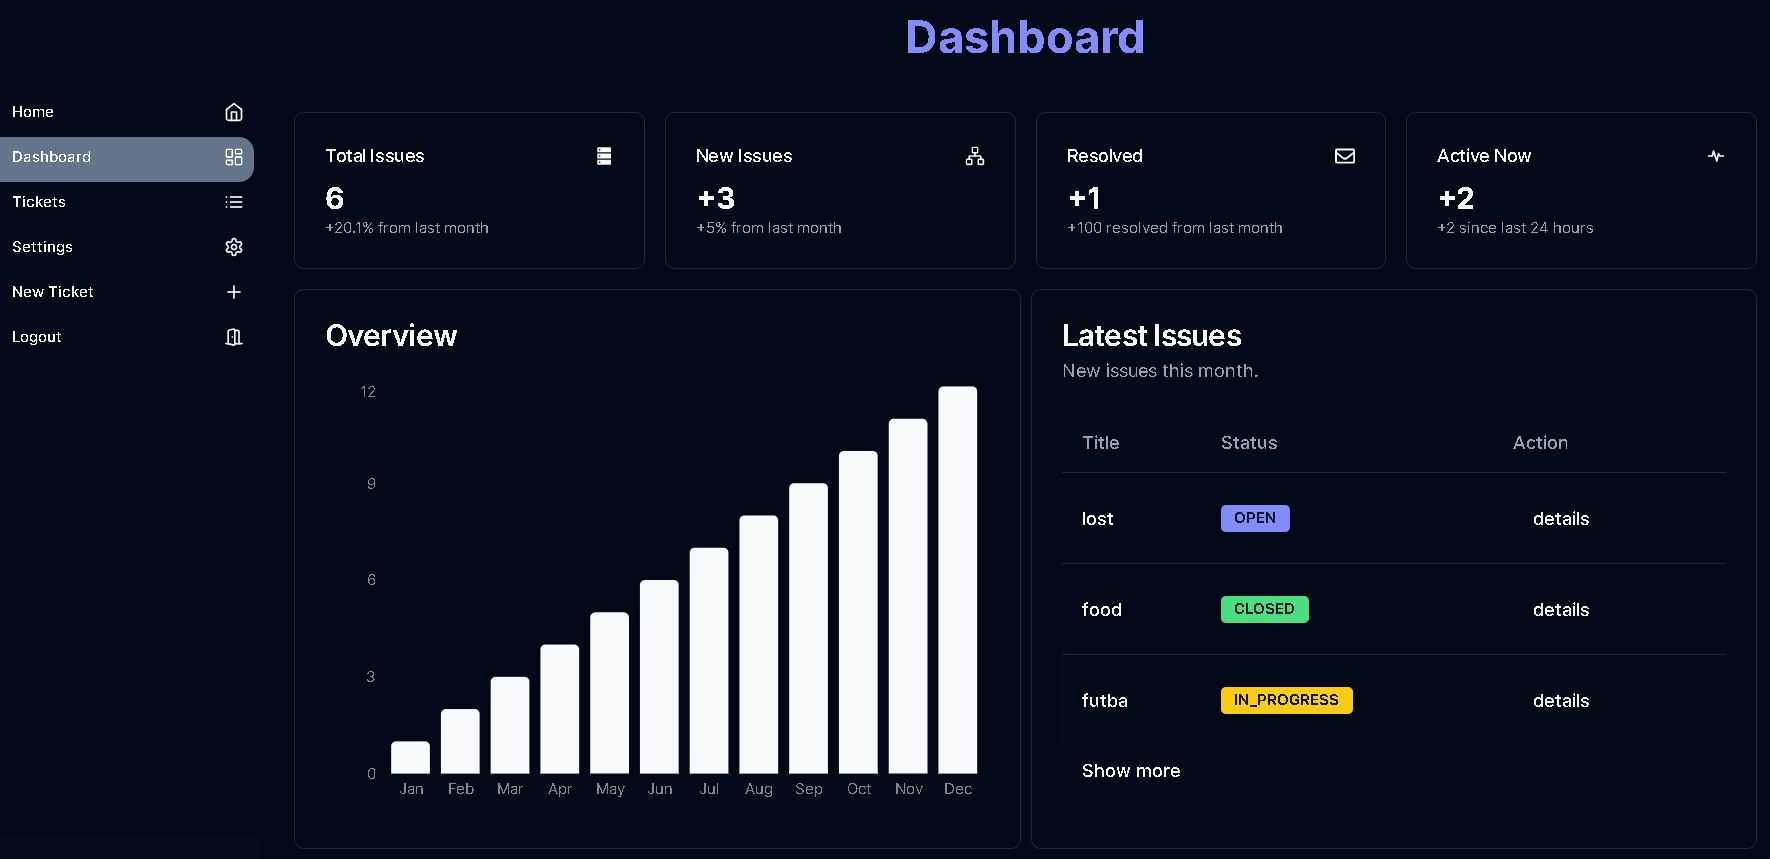 Dashboard
Home
Dashboard
Tickets
Settings
New Ticket
Logout
Total Issues
6
+20.1% from last month
New Issues
+3
+5% from last month
Resolved
+1
+100 resolved from last month
Active Now
+2
+2 since last 24 hours
Overview
12
9
6
3
0
Jan Feb Mar Apr May Jun Jul Aug Sep Oct Nov Dec
Latest Issues
New issues this month.
Title Status Action
lost OPEN details
food CLOSED details
futba IN_PROGRESS details
Show more